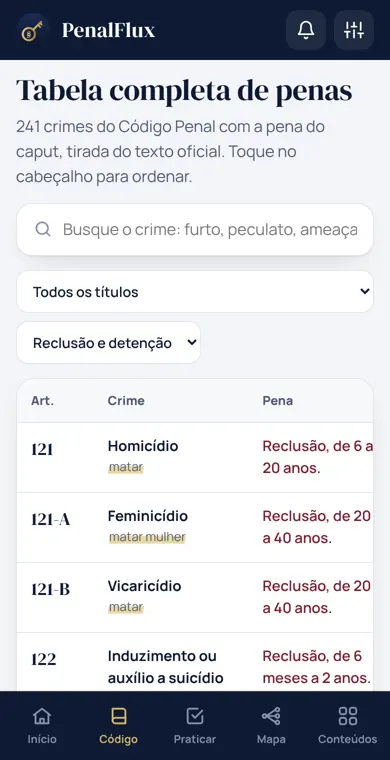 PenalFlux
Tabela completa de penas
241 crimes do Código Penal com a pena do
caput, tirada do texto oficial. Toque no
cabeçalho para ordenar.
Busque o crime: furto, peculato, ameaça
Todos os títulos
Reclusão e detenção
Art. Crime Pena
121 Homicídio Reclusão, de 6 a
matar 20 anos.
121-A Feminicídio Reclusão, de 20
matar mulher a 40 anos.
121-B Vicaricídio Reclusão, de 20
matar a 40 anos.
122 Induzimento ou Reclusão, de 6
auxílio a suicídio meses a 2 anos.
Início Código Praticar Mapa Conteúdos